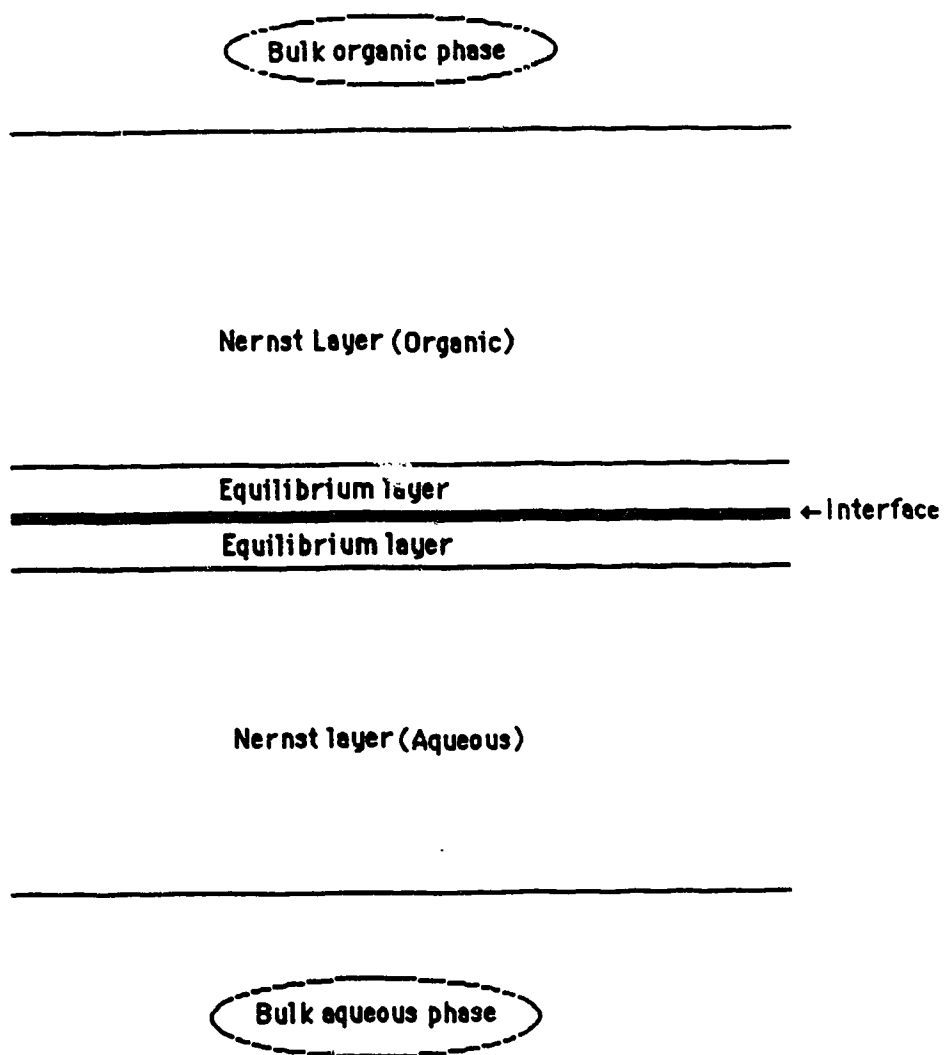 Bulk organic phase
Nernst Layer (Organic)
Equilibrium layer
←Interface
Equilibrium layer
Nernst layer (Aqueous)
Bulk aqueous phase